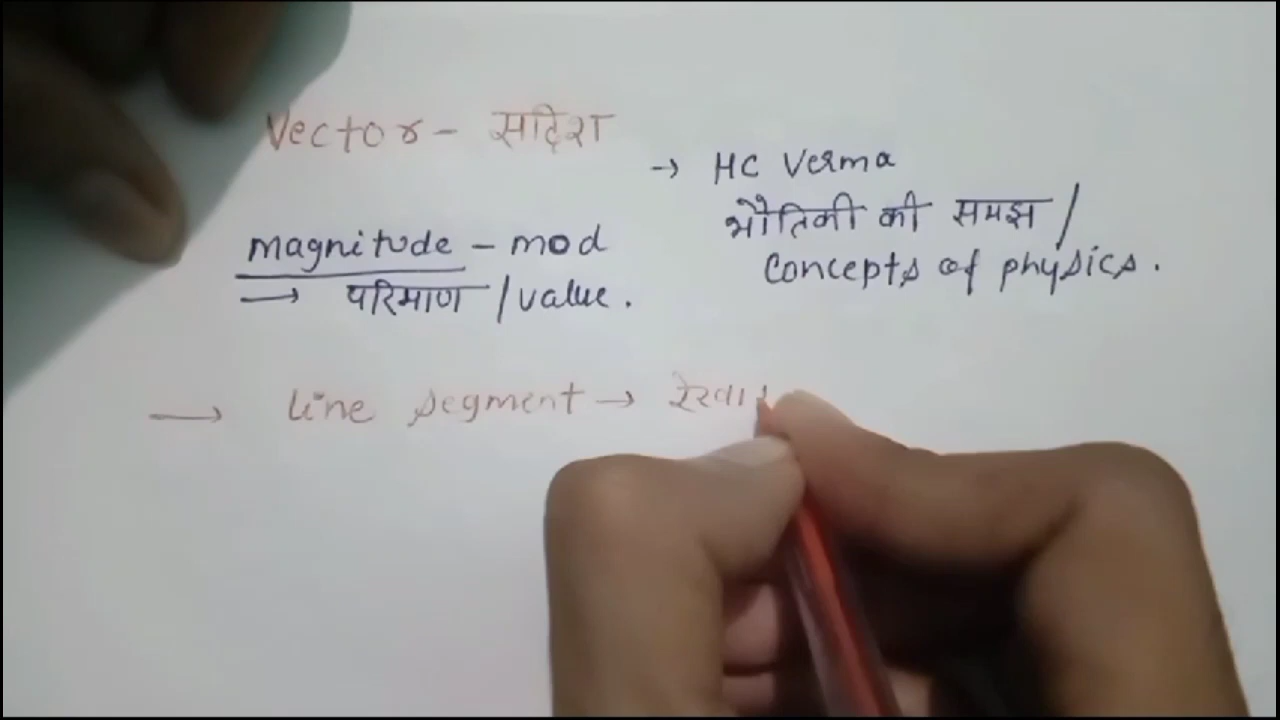 Vector - सदिश
→ HC Verma
भौतिकी की समझ /
Concepts of physics.
magnitude - mod
→ परिमाण / value.
→ Line segment → रेखा